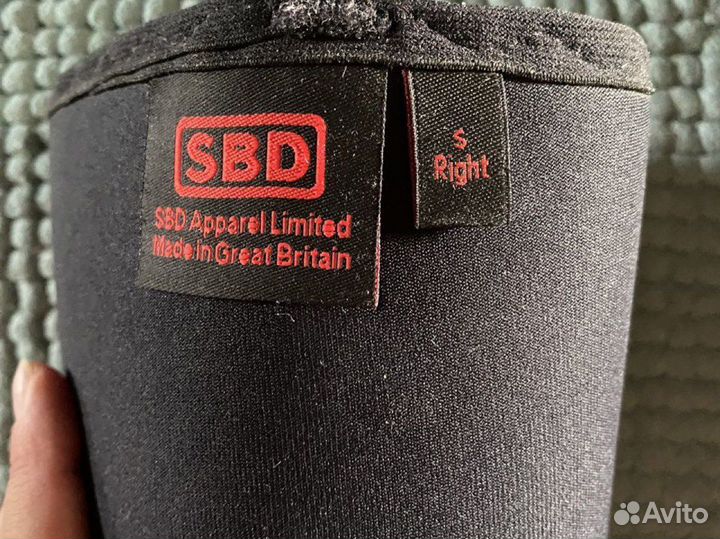 SBD
SBD Apparel Limited
Made in Great Britain
S
Right
Avito